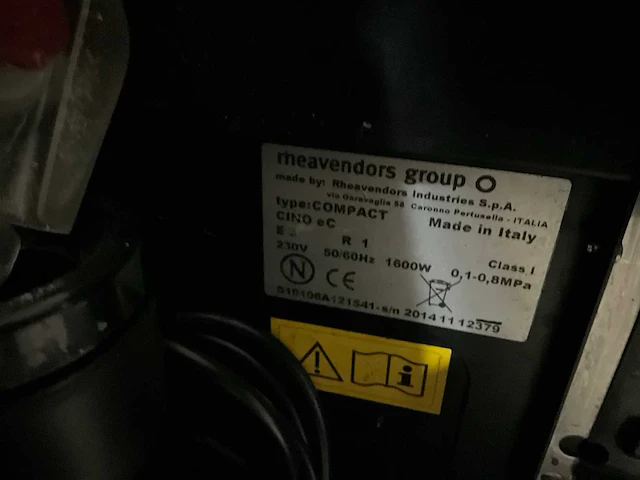 rheavendors group
made by: Rheavendors Industries S.p.A.
via Garavaglia 58 Caronno Pertusella - ITALIA
type:COMPACT Made in Italy
CINO eC
E R 1 Class I
230V 50/60Hz 1600W 0,1-0,8MPa
N CE
s/n 20141112379
i